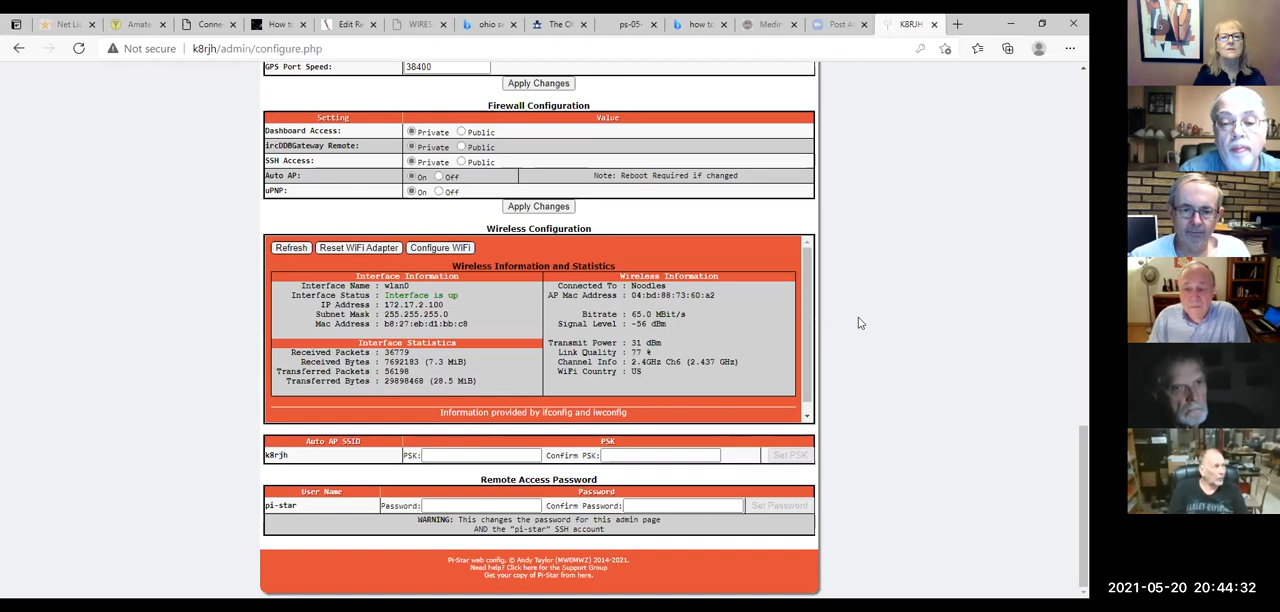 Net Lis
Amate
Conne
How to
Edit Re
WIRES
ohio s
The O
ps-05-
how to
Medir
Post A
K8RJH
Not secure
k8rjh/admin/configure.php
GPS Port Speed: 38400
Apply Changes
Firewall Configuration
Setting Value
Dashboard Access: Private Public
ircDDBGateway Remote: Private Public
SSH Access: Private Public
Auto AP: On Off Note: Reboot Required if changed
uPNP: On Off
Apply Changes
Wireless Configuration
Refresh Reset WiFi Adapter Configure WiFi
Wireless Information and Statistics
Interface Information
Interface Name : wlan0
Interface Status : Interface is up
IP Address : 172.17.2.100
Subnet Mask : 255.255.255.0
Mac Address : b8:27:eb:d1:bb:c8
Interface Statistics
Received Packets : 36779
Received Bytes : 7692183 (7.3 MiB)
Transferred Packets : 56198
Transferred Bytes : 29898468 (28.5 MiB)
Wireless Information
Connected To : Noodles
AP Mac Address : 04:bd:88:73:60:a2
Bitrate : 65.0 MBit/s
Signal Level : -56 dBm
Transmit Power : 31 dBm
Link Quality : 77 %
Channel Info : 2.4GHz Ch6 (2.437 GHz)
WiFi Country : US
Information provided by ifconfig and iwconfig
Auto AP SSID PSK
k8rjh PSK: Confirm PSK: Set PSK
Remote Access Password
User Name Password
pi-star Password: Confirm Password: Set Password
WARNING: This changes the password for this admin page
AND the "pi-star" SSH account
Pi-Star web config, © Andy Taylor (MW0MWZ) 2014-2021.
Need help? Click here for the Support Group
Get your copy of Pi-Star from here.
2021-05-20 20:44:32